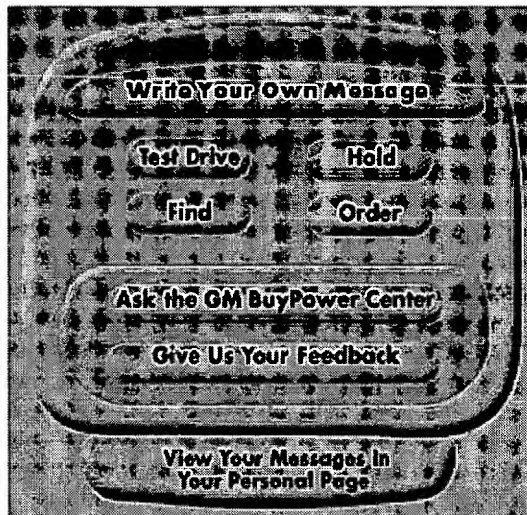 Write Your Own Message
Test Drive Hold
Find Order
Ask the GM BuyPower Center
Give Us Your Feedback
View Your Messages In
Your Personal Page